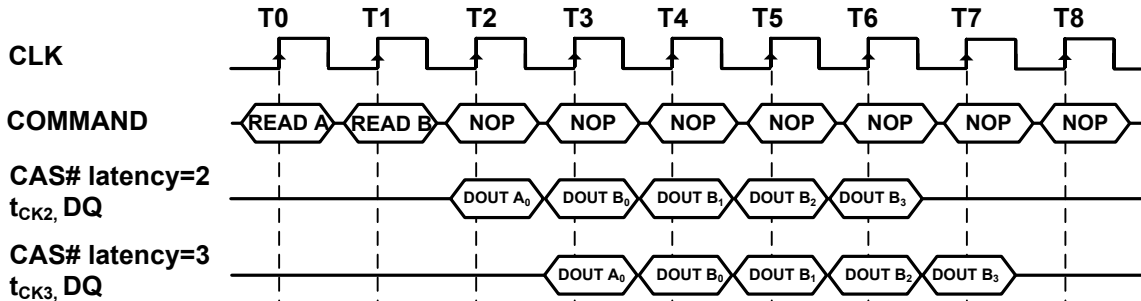 T0 T1 T2 T3 T4 T5 T6 T7 T8
CLK
COMMAND READ A READ B NOP NOP NOP NOP NOP NOP NOP
CAS# latency=2
tCK2, DQ DOUT A0 DOUT B0 DOUT B1 DOUT B2 DOUT B3
CAS# latency=3
tCK3, DQ DOUT A0 DOUT B0 DOUT B1 DOUT B2 DOUT B3